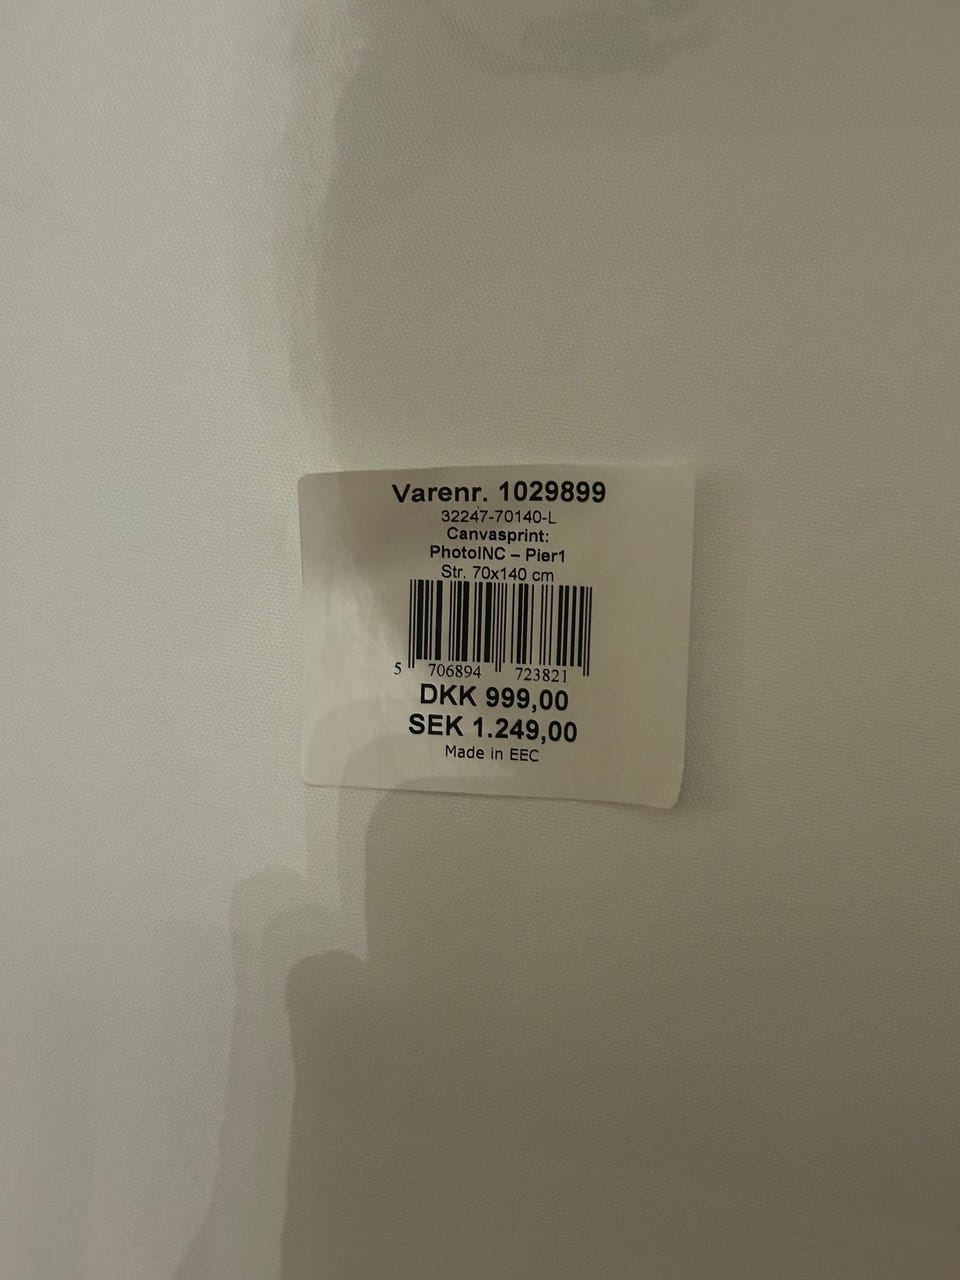 Varenr. 1029899
32247-70140-L
Canvasprint:
PhotoINC – Pier1
Str. 70x140 cm
5 706894 723821
DKK 999,00
SEK 1.249,00
Made in EEC